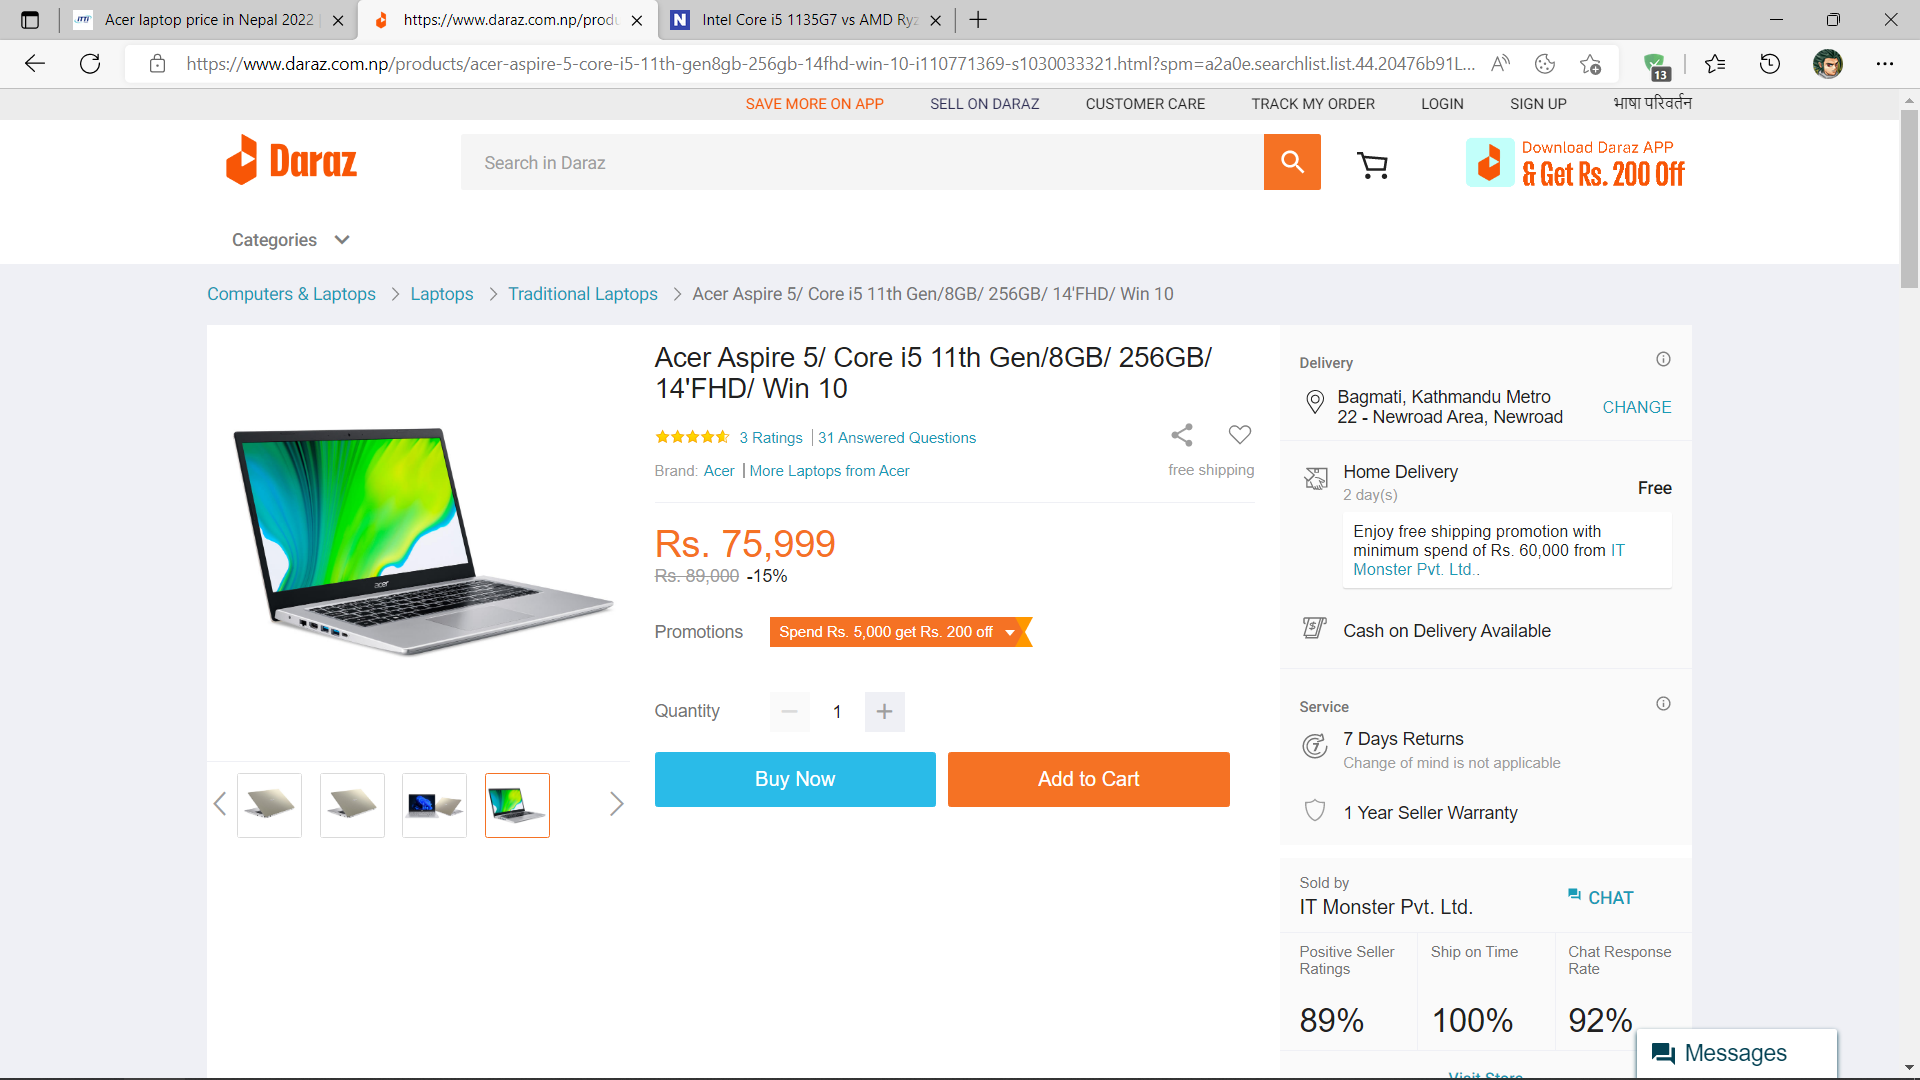 Acer laptop price in Nepal 2022
https://www.daraz.com.np/produ
Intel Core i5 1135G7 vs AMD Ryz
https://www.daraz.com.np/products/acer-aspire-5-core-i5-11th-gen8gb-256gb-14fhd-win-10-i110771369-s1030033321.html?spm=a2a0e.searchlist.list.44.20476b91L...
13
SAVE MORE ON APP
SELL ON DARAZ
CUSTOMER CARE
TRACK MY ORDER
LOGIN
SIGN UP
भाषा परिवर्तन
Daraz
Search in Daraz
Download Daraz APP
& Get Rs. 200 Off
Categories
Computers & Laptops > Laptops > Traditional Laptops > Acer Aspire 5/ Core i5 11th Gen/8GB/ 256GB/ 14'FHD/ Win 10
Acer Aspire 5/ Core i5 11th Gen/8GB/ 256GB/
14'FHD/ Win 10
3 Ratings | 31 Answered Questions
Brand: Acer | More Laptops from Acer
free shipping
Rs. 75,999
Rs. 89,000 -15%
Promotions
Spend Rs. 5,000 get Rs. 200 off
Quantity
1
Buy Now
Add to Cart
acer
Delivery
Bagmati, Kathmandu Metro
22 - Newroad Area, Newroad
CHANGE
Home Delivery
2 day(s)
Free
Enjoy free shipping promotion with
minimum spend of Rs. 60,000 from IT
Monster Pvt. Ltd..
Cash on Delivery Available
Service
7 Days Returns
Change of mind is not applicable
1 Year Seller Warranty
Sold by
IT Monster Pvt. Ltd.
CHAT
Positive Seller
Ratings
89%
Ship on Time
100%
Chat Response
Rate
92%
Visit Store
Messages